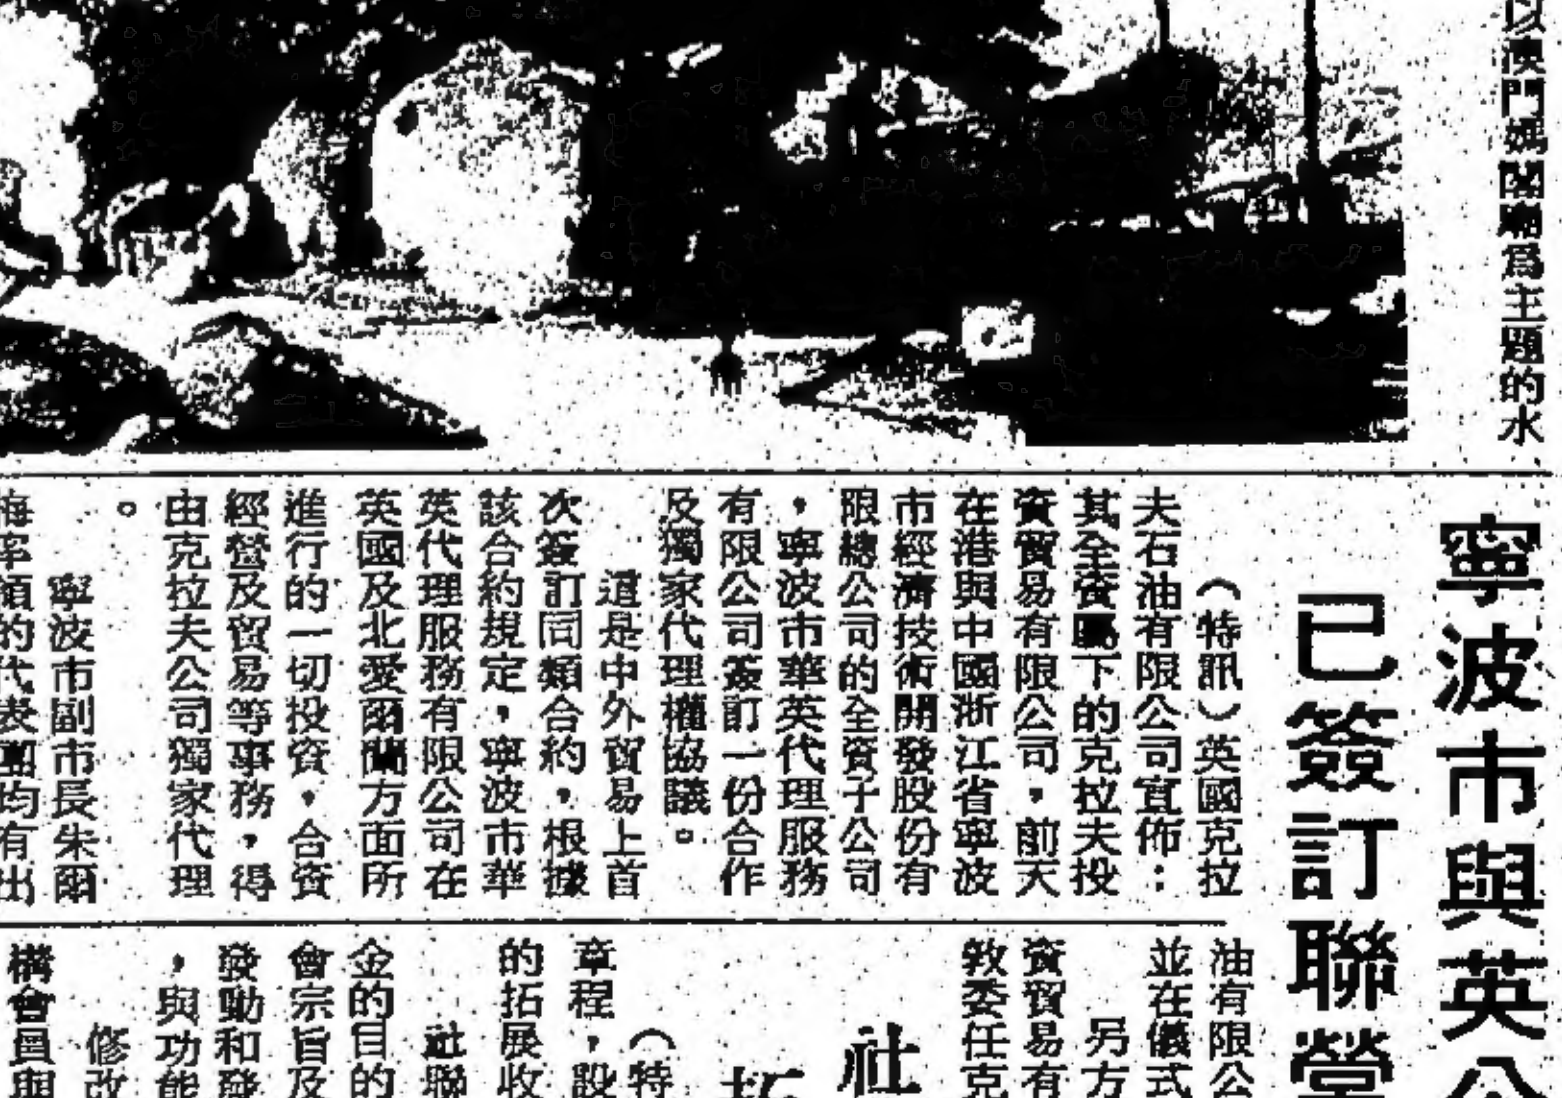 以澳門媽閣廟為主題的水
寧波市與英公
已簽訂聯營
（特訊）英國克拉
夫石油有限公司宣佈：
其全資屬下的克拉夫投
資貿易有限公司，前天
在港與中國浙江省寧波
市經濟技術開發股份有
限總公司的全資子公司
，寧波市華英代理服務
有限公司簽訂一份合作
及獨家代理權協議。
這是中外貿易上首
次簽訂同類合約，根據
該合約規定，寧波市華
英代理服務有限公司在
英國及北愛爾蘭方面所
進行的一切投資，合資
經營及貿易等事務，得
由克拉夫公司獨家代理
。
寧波市副市長朱爾
梅率領的代表團均有出
油有限公
並在儀式
另方
資貿易有
敦委任克
社
拓
（特
章程，設
的拓展收
社聯
金的目的
會宗旨及
發動和發
，與功能
修改
構會員與